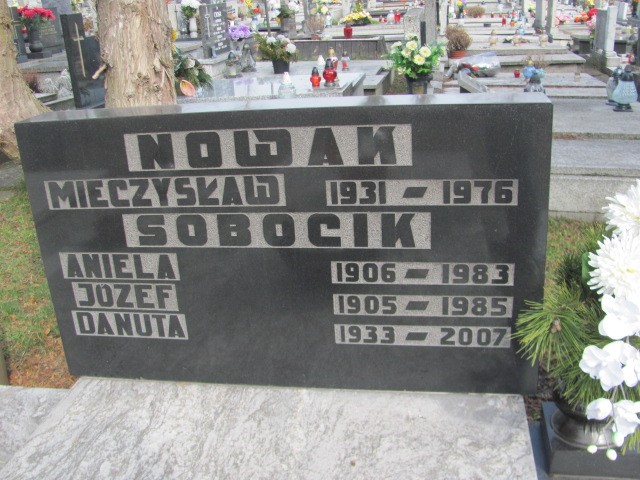 NOWAK
MIECZYSŁAW 1931 - 1976
SOBOCIK
ANIELA 1906 - 1983
JÓZEF 1905 - 1985
DANUTA 1933 - 2007